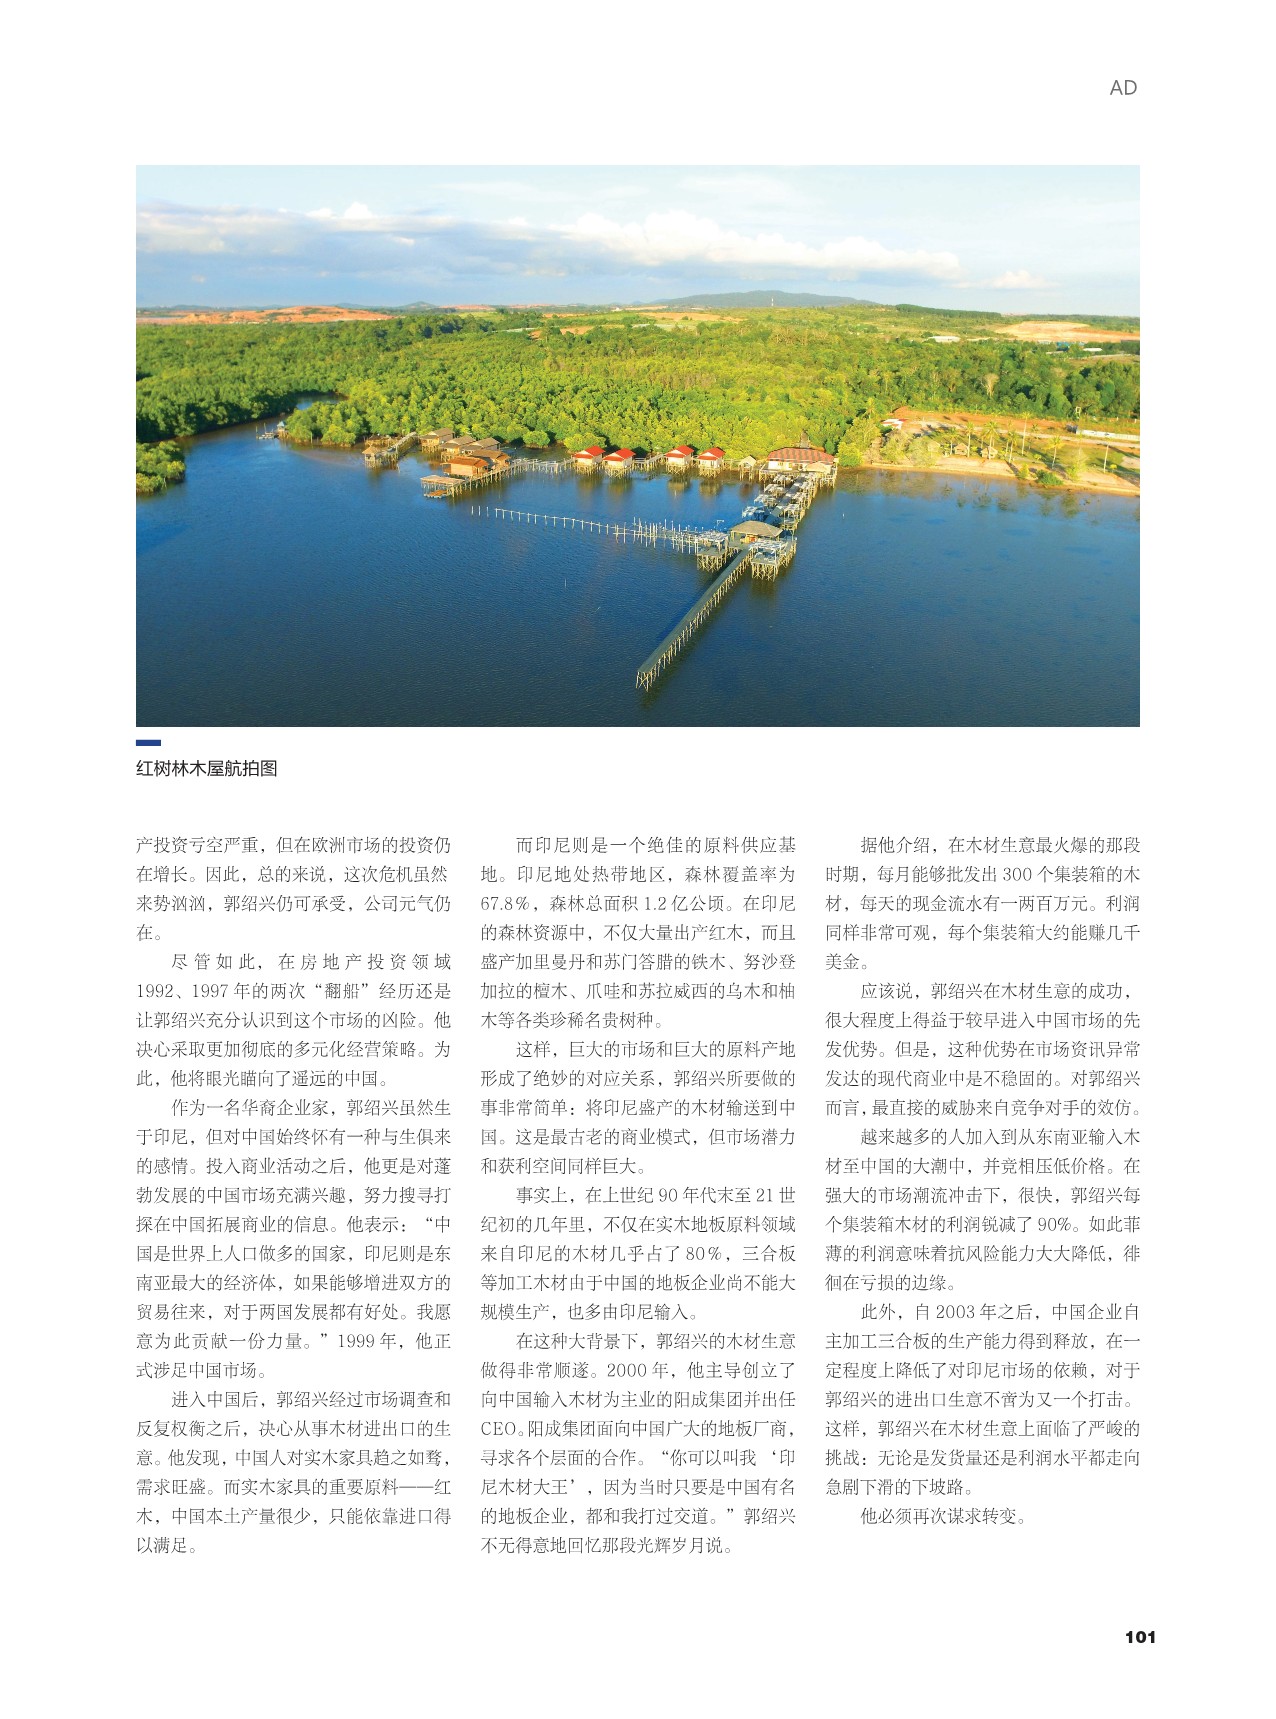 AD
红树林木屋航拍图
产投资亏空严重，但在欧洲市场的投资仍
在增长。因此，总的来说，这次危机虽然
来势汹汹，郭绍兴仍可承受，公司元气仍
在。
尽管如此，在房地产投资领域
1992、1997 年的两次“翻船”经历还是
让郭绍兴充分认识到这个市场的凶险。他
决心采取更加彻底的多元化经营策略。为
此，他将眼光瞄向了遥远的中国。
作为一名华裔企业家，郭绍兴虽然生
于印尼，但对中国始终怀有一种与生俱来
的感情。投入商业活动之后，他更是对蓬
勃发展的中国市场充满兴趣，努力搜寻打
探在中国拓展商业的信息。他表示：“中
国是世界上人口做多的国家，印尼则是东
南亚最大的经济体，如果能够增进双方的
贸易往来，对于两国发展都有好处。我愿
意为此贡献一份力量。”1999 年，他正
式涉足中国市场。
进入中国后，郭绍兴经过市场调查和
反复权衡之后，决心从事木材进出口的生
意。他发现，中国人对实木家具趋之如骛，
需求旺盛。而实木家具的重要原料——红
木，中国本土产量很少，只能依靠进口得
以满足。
而印尼则是一个绝佳的原料供应基
地。印尼地处热带地区，森林覆盖率为
67.8%，森林总面积 1.2 亿公顷。在印尼
的森林资源中，不仅大量出产红木，而且
盛产加里曼丹和苏门答腊的铁木、努沙登
加拉的檀木、爪哇和苏拉威西的乌木和柚
木等各类珍稀名贵树种。
这样，巨大的市场和巨大的原料产地
形成了绝妙的对应关系，郭绍兴所要做的
事非常简单：将印尼盛产的木材输送到中
国。这是最古老的商业模式，但市场潜力
和获利空间同样巨大。
事实上，在上世纪 90 年代末至 21 世
纪初的几年里，不仅在实木地板原料领域
来自印尼的木材几乎占了 80%，三合板
等加工木材由于中国的地板企业尚不能大
规模生产，也多由印尼输入。
在这种大背景下，郭绍兴的木材生意
做得非常顺遂。2000 年，他主导创立了
向中国输入木材为主业的阳成集团并出任
CEO。阳成集团面向中国广大的地板厂商，
寻求各个层面的合作。“你可以叫我‘印
尼木材大王’，因为当时只要是中国有名
的地板企业，都和我打过交道。”郭绍兴
不无得意地回忆那段光辉岁月说。
据他介绍，在木材生意最火爆的那段
时期，每月能够批发出 300 个集装箱的木
材，每天的现金流水有一两百万元。利润
同样非常可观，每个集装箱大约能赚几千
美金。
应该说，郭绍兴在木材生意的成功，
很大程度上得益于较早进入中国市场的先
发优势。但是，这种优势在市场资讯异常
发达的现代商业中是不稳固的。对郭绍兴
而言，最直接的威胁来自竞争对手的效仿。
越来越多的人加入到从东南亚输入木
材至中国的大潮中，并竞相压低价格。在
强大的市场潮流冲击下，很快，郭绍兴每
个集装箱木材的利润锐减了 90%。如此菲
薄的利润意味着抗风险能力大大降低，徘
徊在亏损的边缘。
此外，自 2003 年之后，中国企业自
主加工三合板的生产能力得到释放，在一
定程度上降低了对印尼市场的依赖，对于
郭绍兴的进出口生意不啻为又一个打击。
这样，郭绍兴在木材生意上面临了严峻的
挑战：无论是发货量还是利润水平都走向
急剧下滑的下坡路。
他必须再次谋求转变。
101